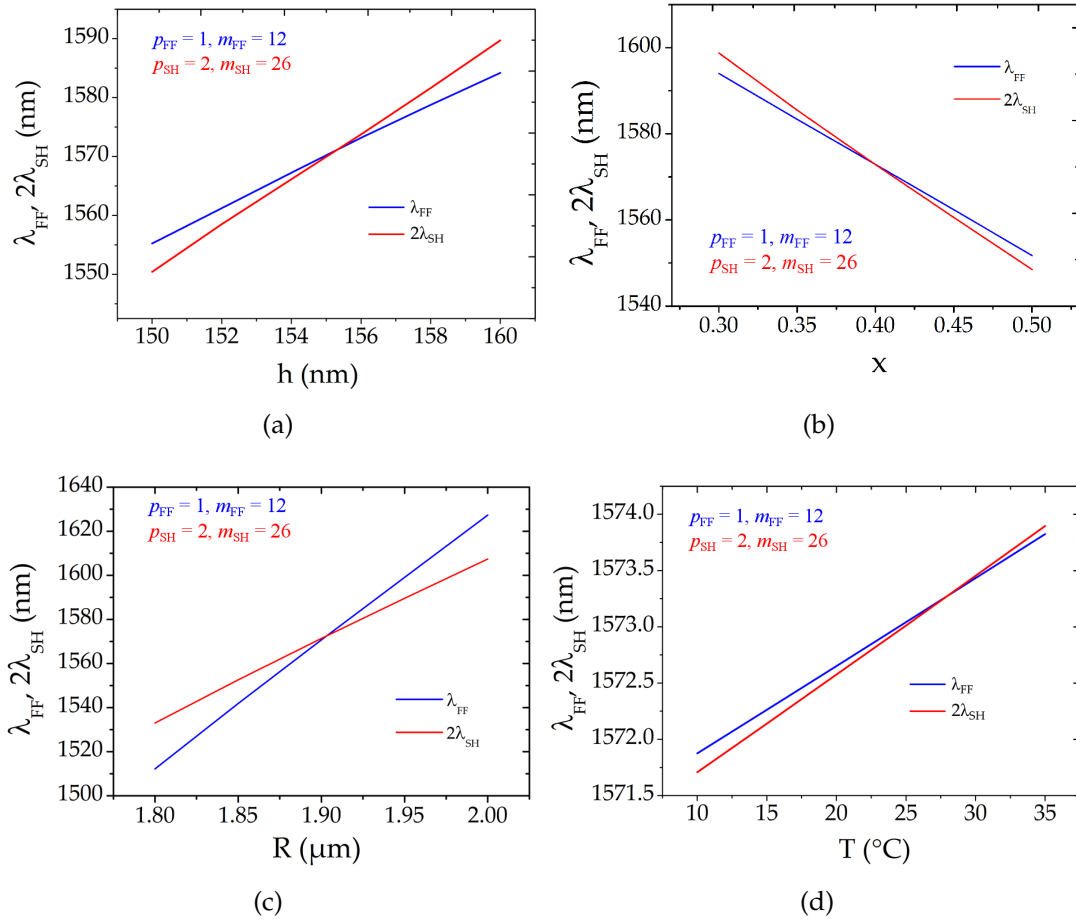 p_FF = 1, m_FF = 12
p_SH = 2, m_SH = 26
λ_FF, 2λ_SH (nm)
1590
1580
1570
1560
1550
λ_FF
2λ_SH
150 152 154 156 158 160
h (nm)
(a)
λ_FF, 2λ_SH (nm)
1600
1580
1560
1540
λ_FF
2λ_SH
p_FF = 1, m_FF = 12
p_SH = 2, m_SH = 26
0.30 0.35 0.40 0.45 0.50
x
(b)
p_FF = 1, m_FF = 12
p_SH = 2, m_SH = 26
λ_FF, 2λ_SH (nm)
1640
1620
1600
1580
1560
1540
1520
1500
λ_FF
2λ_SH
1.80 1.85 1.90 1.95 2.00
R (μm)
(c)
p_FF = 1, m_FF = 12
p_SH = 2, m_SH = 26
λ_FF, 2λ_SH (nm)
1574.0
1573.5
1573.0
1572.5
1572.0
1571.5
λ_FF
2λ_SH
10 15 20 25 30 35
T (°C)
(d)